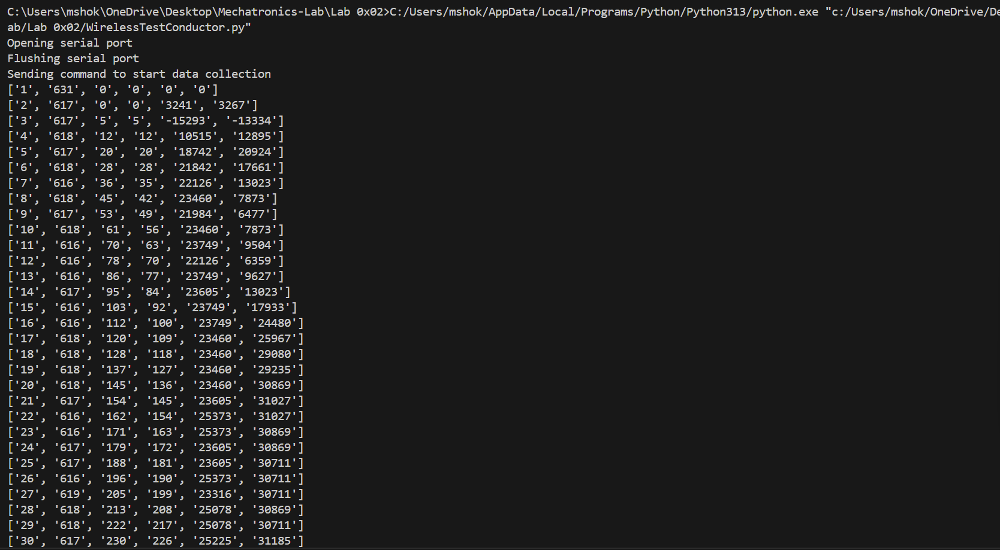 C:\Users\mshok\OneDrive\Desktop\Mechatronics-Lab\Lab 0x02>C:/Users/mshok/AppData/Local/Programs/Python/Python313/python.exe "c:/Users/mshok/OneDrive/De
ab/Lab 0x02/WirelessTestConductor.py"
Opening serial port
Flushing serial port
Sending command to start data collection
['1', '631', '0', '0', '0', '0']
['2', '617', '0', '0', '3241', '3267']
['3', '617', '5', '5', '-15293', '-13334']
['4', '618', '12', '12', '10515', '12895']
['5', '617', '20', '20', '18742', '20924']
['6', '618', '28', '28', '21842', '17661']
['7', '616', '36', '35', '22126', '13023']
['8', '618', '45', '42', '23460', '7873']
['9', '617', '53', '49', '21984', '6477']
['10', '618', '61', '56', '23460', '7873']
['11', '616', '70', '63', '23749', '9504']
['12', '616', '78', '70', '22126', '6359']
['13', '616', '86', '77', '23749', '9627']
['14', '617', '95', '84', '23605', '13023']
['15', '616', '103', '92', '23749', '17933']
['16', '616', '112', '100', '23749', '24480']
['17', '618', '120', '109', '23460', '25967']
['18', '618', '128', '118', '23460', '29080']
['19', '618', '137', '127', '23460', '29235']
['20', '618', '145', '136', '23460', '30869']
['21', '617', '154', '145', '23605', '31027']
['22', '616', '162', '154', '25373', '31027']
['23', '616', '171', '163', '25373', '30869']
['24', '617', '179', '172', '23605', '30869']
['25', '617', '188', '181', '23605', '30711']
['26', '616', '196', '190', '25373', '30711']
['27', '619', '205', '199', '23316', '30711']
['28', '618', '213', '208', '25078', '30869']
['29', '618', '222', '217', '25078', '30711']
['30', '617', '230', '226', '25225', '31185']